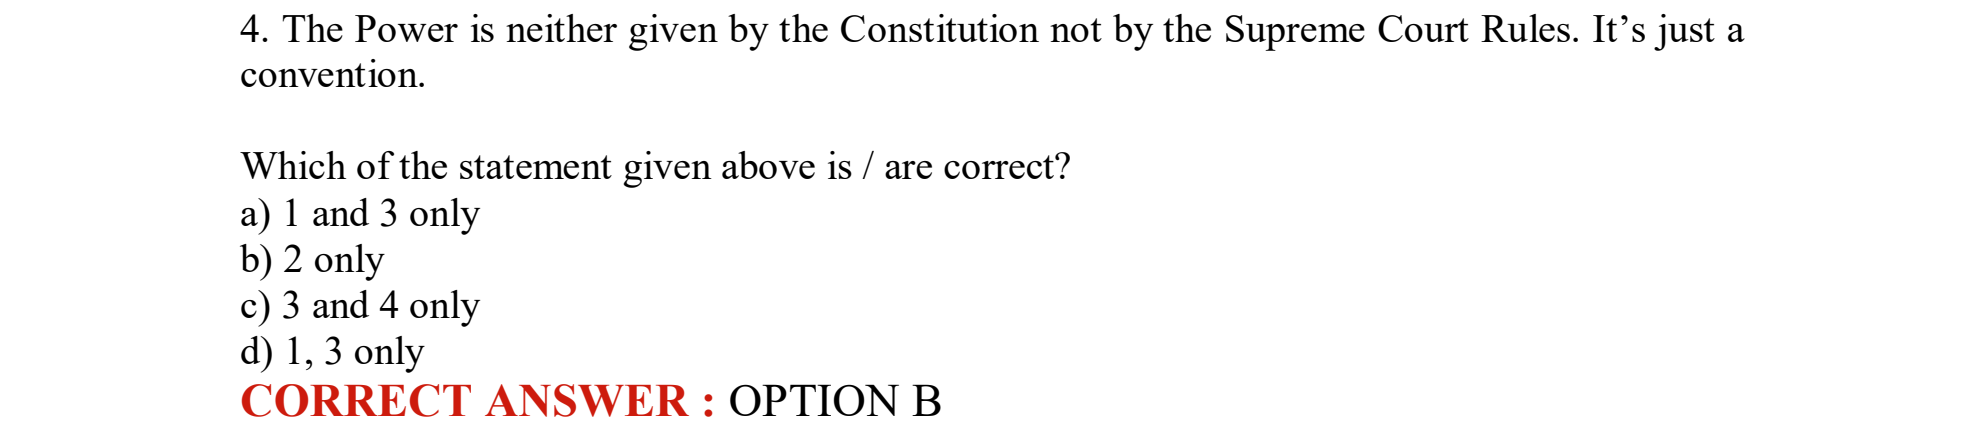 4. The Power is neither given by the Constitution not by the Supreme Court Rules. It’s just a
convention.
Which of the statement given above is / are correct?
a) 1 and 3 only
b) 2 only
c) 3 and 4 only
d) 1, 3 only
CORRECT ANSWER : OPTION B